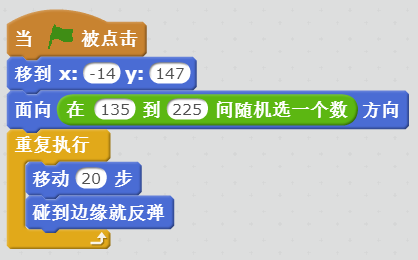 当 被点击
移到 x: -14 y: 147
面向 在 135 到 225 间随机选一个数 方向
重复执行
移动 20 步
碰到边缘就反弹